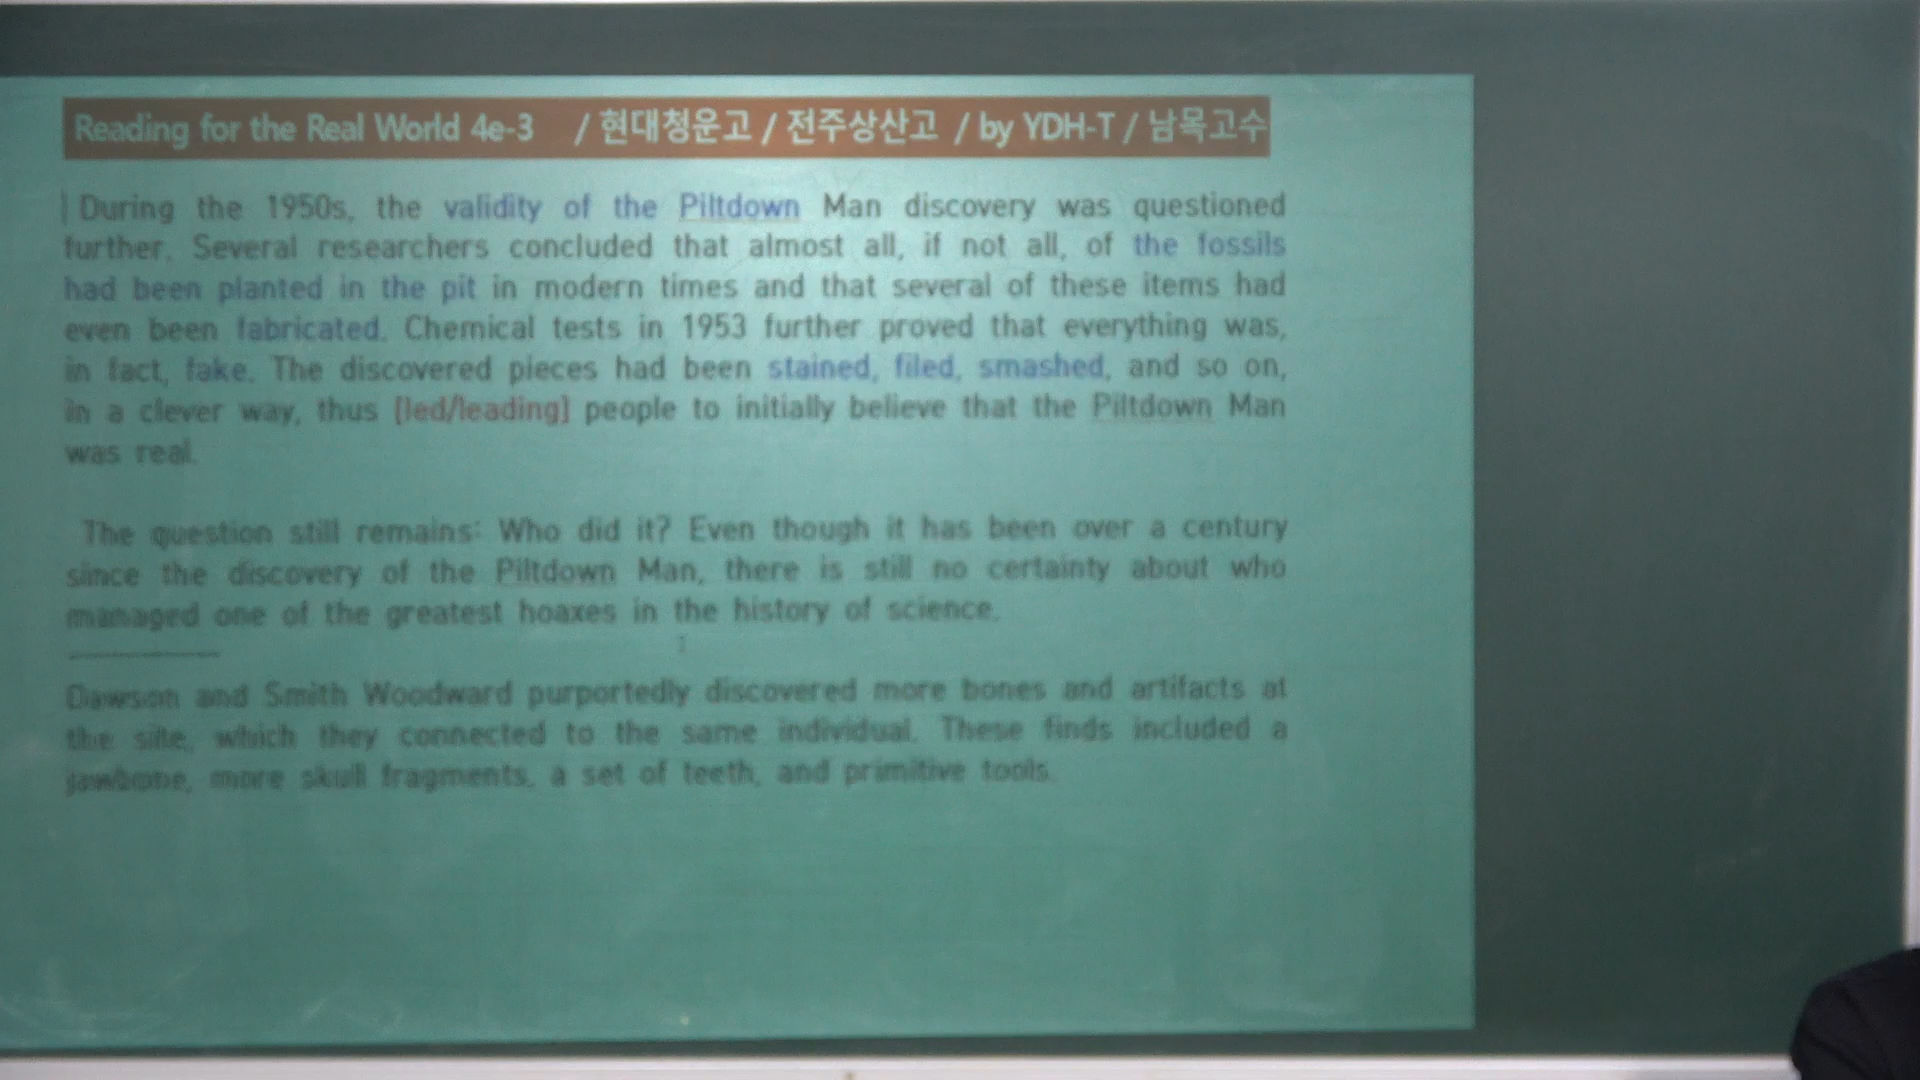 Reading for the Real World 4e-3 / 현대청운고 / 전주상산고 / by YDH-T / 남목고수
During the 1950s, the validity of the Piltdown Man discovery was questioned
further. Several researchers concluded that almost all, if not all, of the fossils
had been planted in the pit in modern times and that several of these items had
even been fabricated. Chemical tests in 1953 further proved that everything was,
in fact, fake. The discovered pieces had been stained, filed, smashed, and so on,
in a clever way, thus [led/leading] people to initially believe that the Piltdown Man
was real.
The question still remains: Who did it? Even though it has been over a century
since the discovery of the Piltdown Man, there is still no certainty about who
managed one of the greatest hoaxes in the history of science.
Dawson and Smith Woodward purportedly discovered more bones and artifacts at
the site, which they connected to the same individual. These finds included a
jawbone, more skull fragments, a set of teeth, and primitive tools.